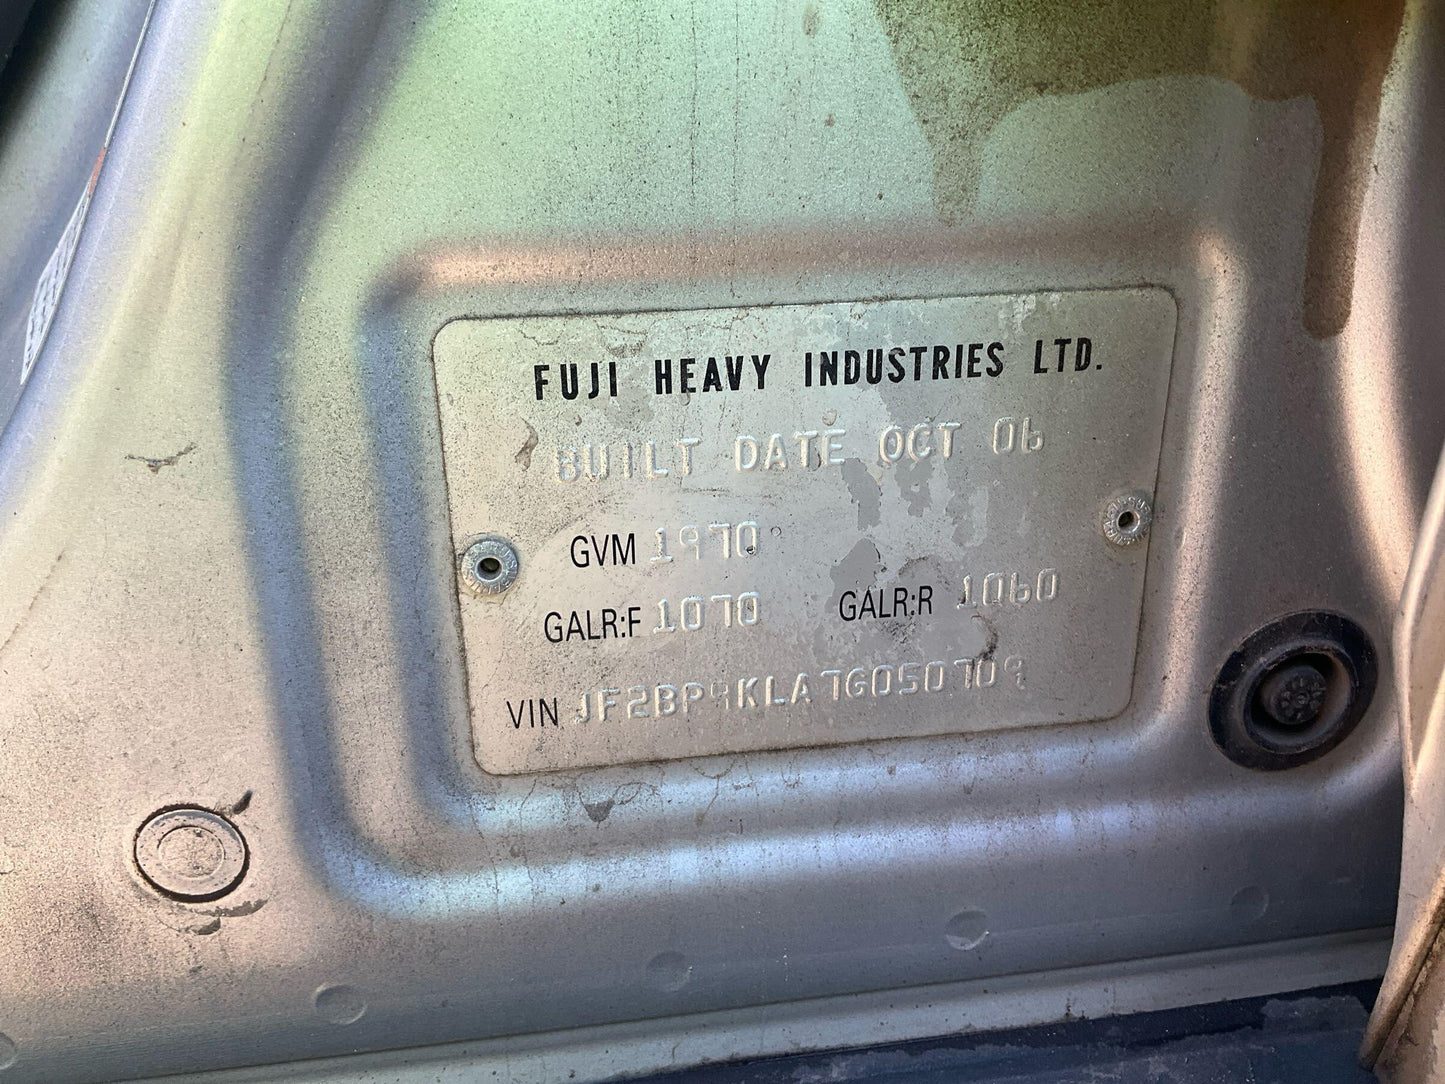 FUJI HEAVY INDUSTRIES LTD.
BUILT DATE OCT 06
GVM 1970
GALR:F 1070 GALR:R 1060
VIN JF2BP9KLA7G050709